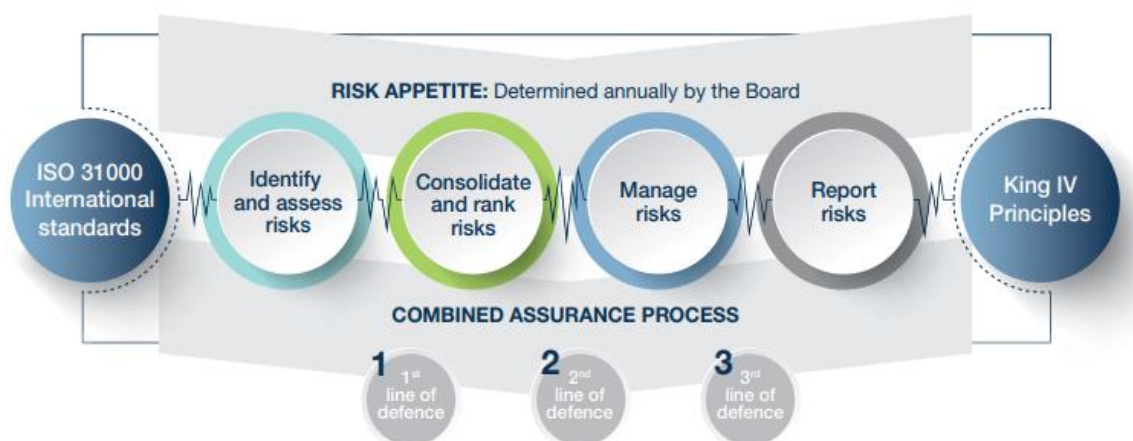 RISK APPETITE: Determined annually by the Board
ISO 31000
International
standards
Identify
and assess
risks
Consolidate
and rank
risks
Manage
risks
Report
risks
King IV
Principles
COMBINED ASSURANCE PROCESS
1
1st
line of
defence
2
2nd
line of
defence
3
3rd
line of
defence